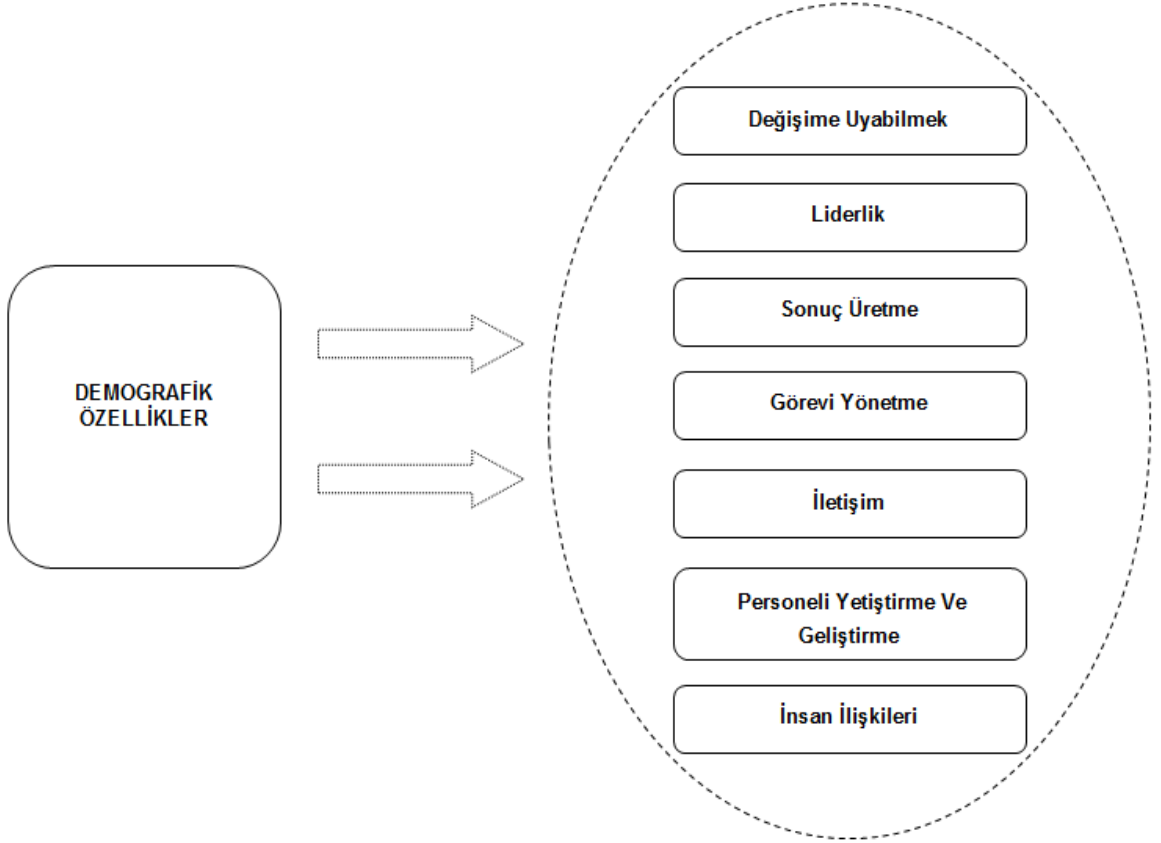 DEMOGRAFİK
ÖZELLİKLER
Değişime Uyabilmek
Liderlik
Sonuç Üretme
Görevi Yönetme
İletişim
Personeli Yetiştirme Ve
Geliştirme
İnsan İlişkileri